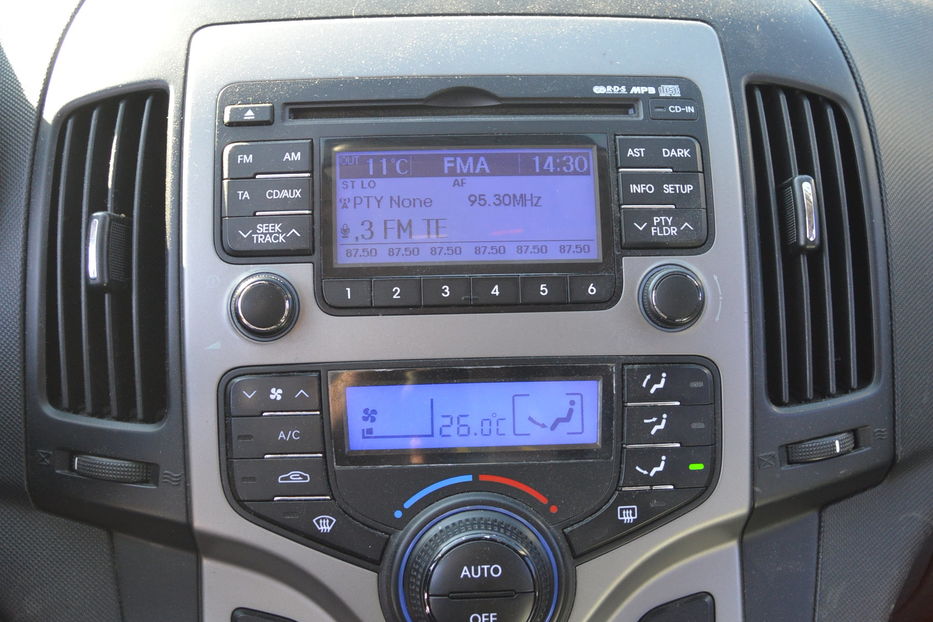 R·D·S MP3
CD-IN
FM AM
TA CD/AUX
SEEK
TRACK
OUT 11°C FMA 14:30
ST LO AF
PTY None 95.30MHz
,3 FM TE
87.50 87.50 87.50 87.50 87.50 87.50
AST DARK
INFO SETUP
PTY
FLDR
1 2 3 4 5 6
A/C
26.0°C
AUTO
OFF